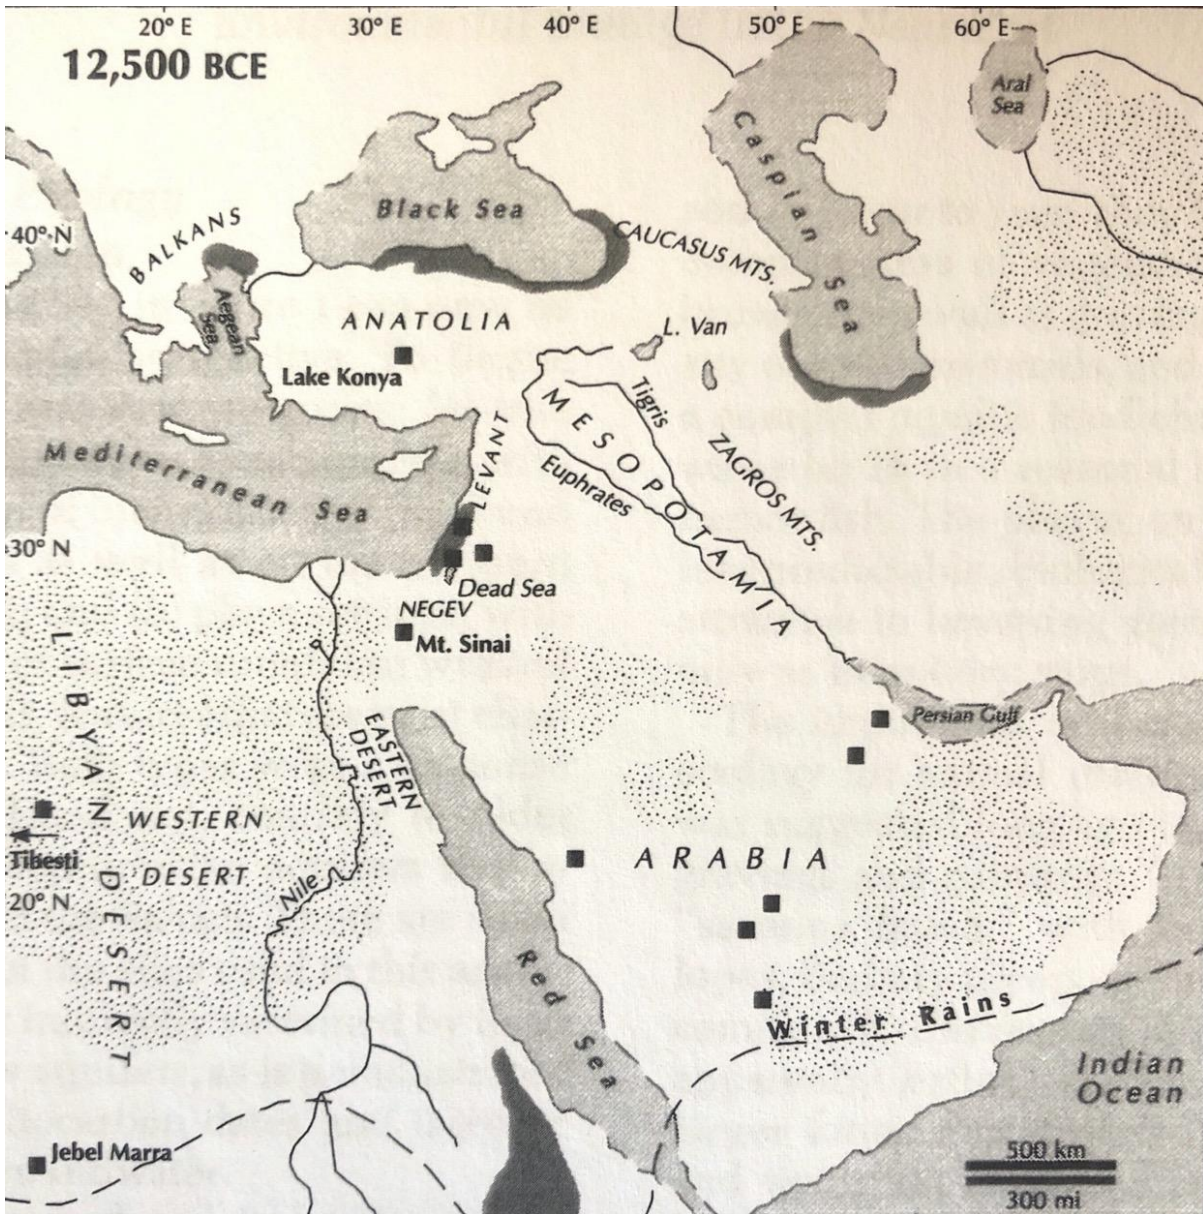 20° E
30° E
40° E
50° E
60° E
12,500 BCE
Aral
Sea
Caspian
Sea
Black Sea
40° N
BALKANS
CAUCASUS MTS.
Aegean
Sea
ANATOLIA
L. Van
Lake Konya
Tigris
MESOPOTAMIA
ZAGROS MTS.
LEVANT
Euphrates
Mediterranean Sea
30° N
Dead Sea
NEGEV
Mt. Sinai
LIBYAN DESERT
Persian Gulf
EASTERN
DESERT
WESTERN
DESERT
Tibesti
ARABIA
Nile
20° N
Red Sea
Winter Rains
Indian
Ocean
Jebel Marra
500 km
300 mi